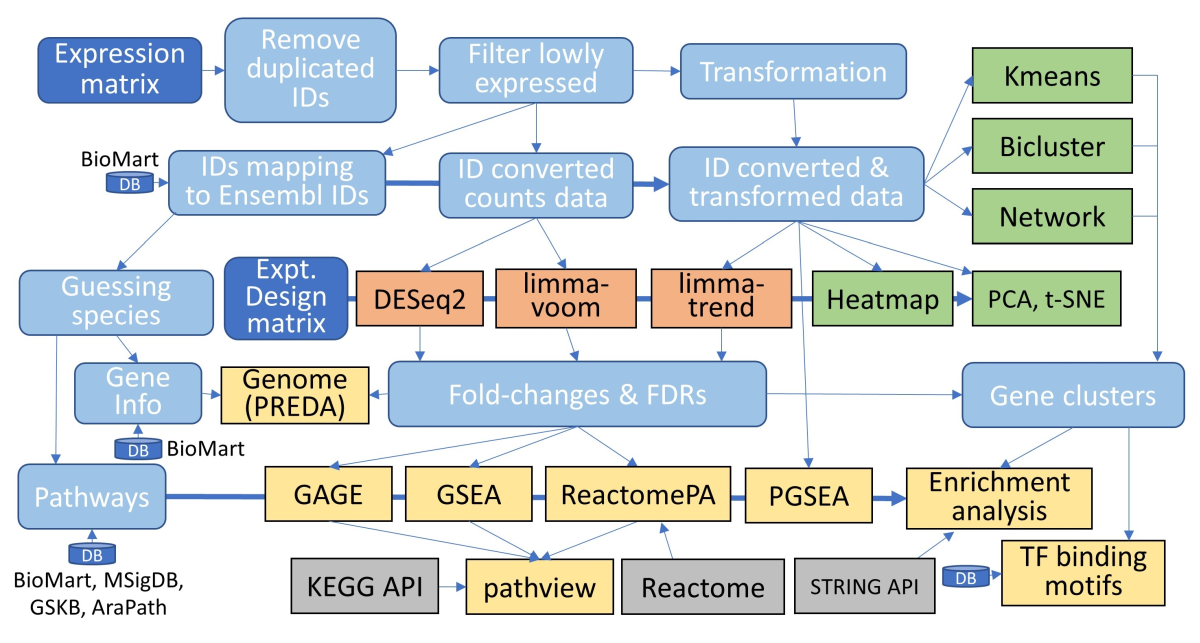 Expression
matrix
Remove
duplicated
IDs
Filter lowly
expressed
Transformation
Kmeans
Bicluster
Network
BioMart
DB
IDs mapping
to Ensembl IDs
ID converted
counts data
ID converted &
transformed data
Guessing
species
Expt.
Design
matrix
DESeq2
limma-
voom
limma-
trend
Heatmap
PCA, t-SNE
Gene
Info
Genome
(PREDA)
Fold-changes & FDRs
Gene clusters
DB
BioMart
Pathways
GAGE
GSEA
ReactomePA
PGSEA
Enrichment
analysis
DB
BioMart, MSigDB,
GSKB, AraPath
KEGG API
pathview
Reactome
STRING API
DB
TF binding
motifs